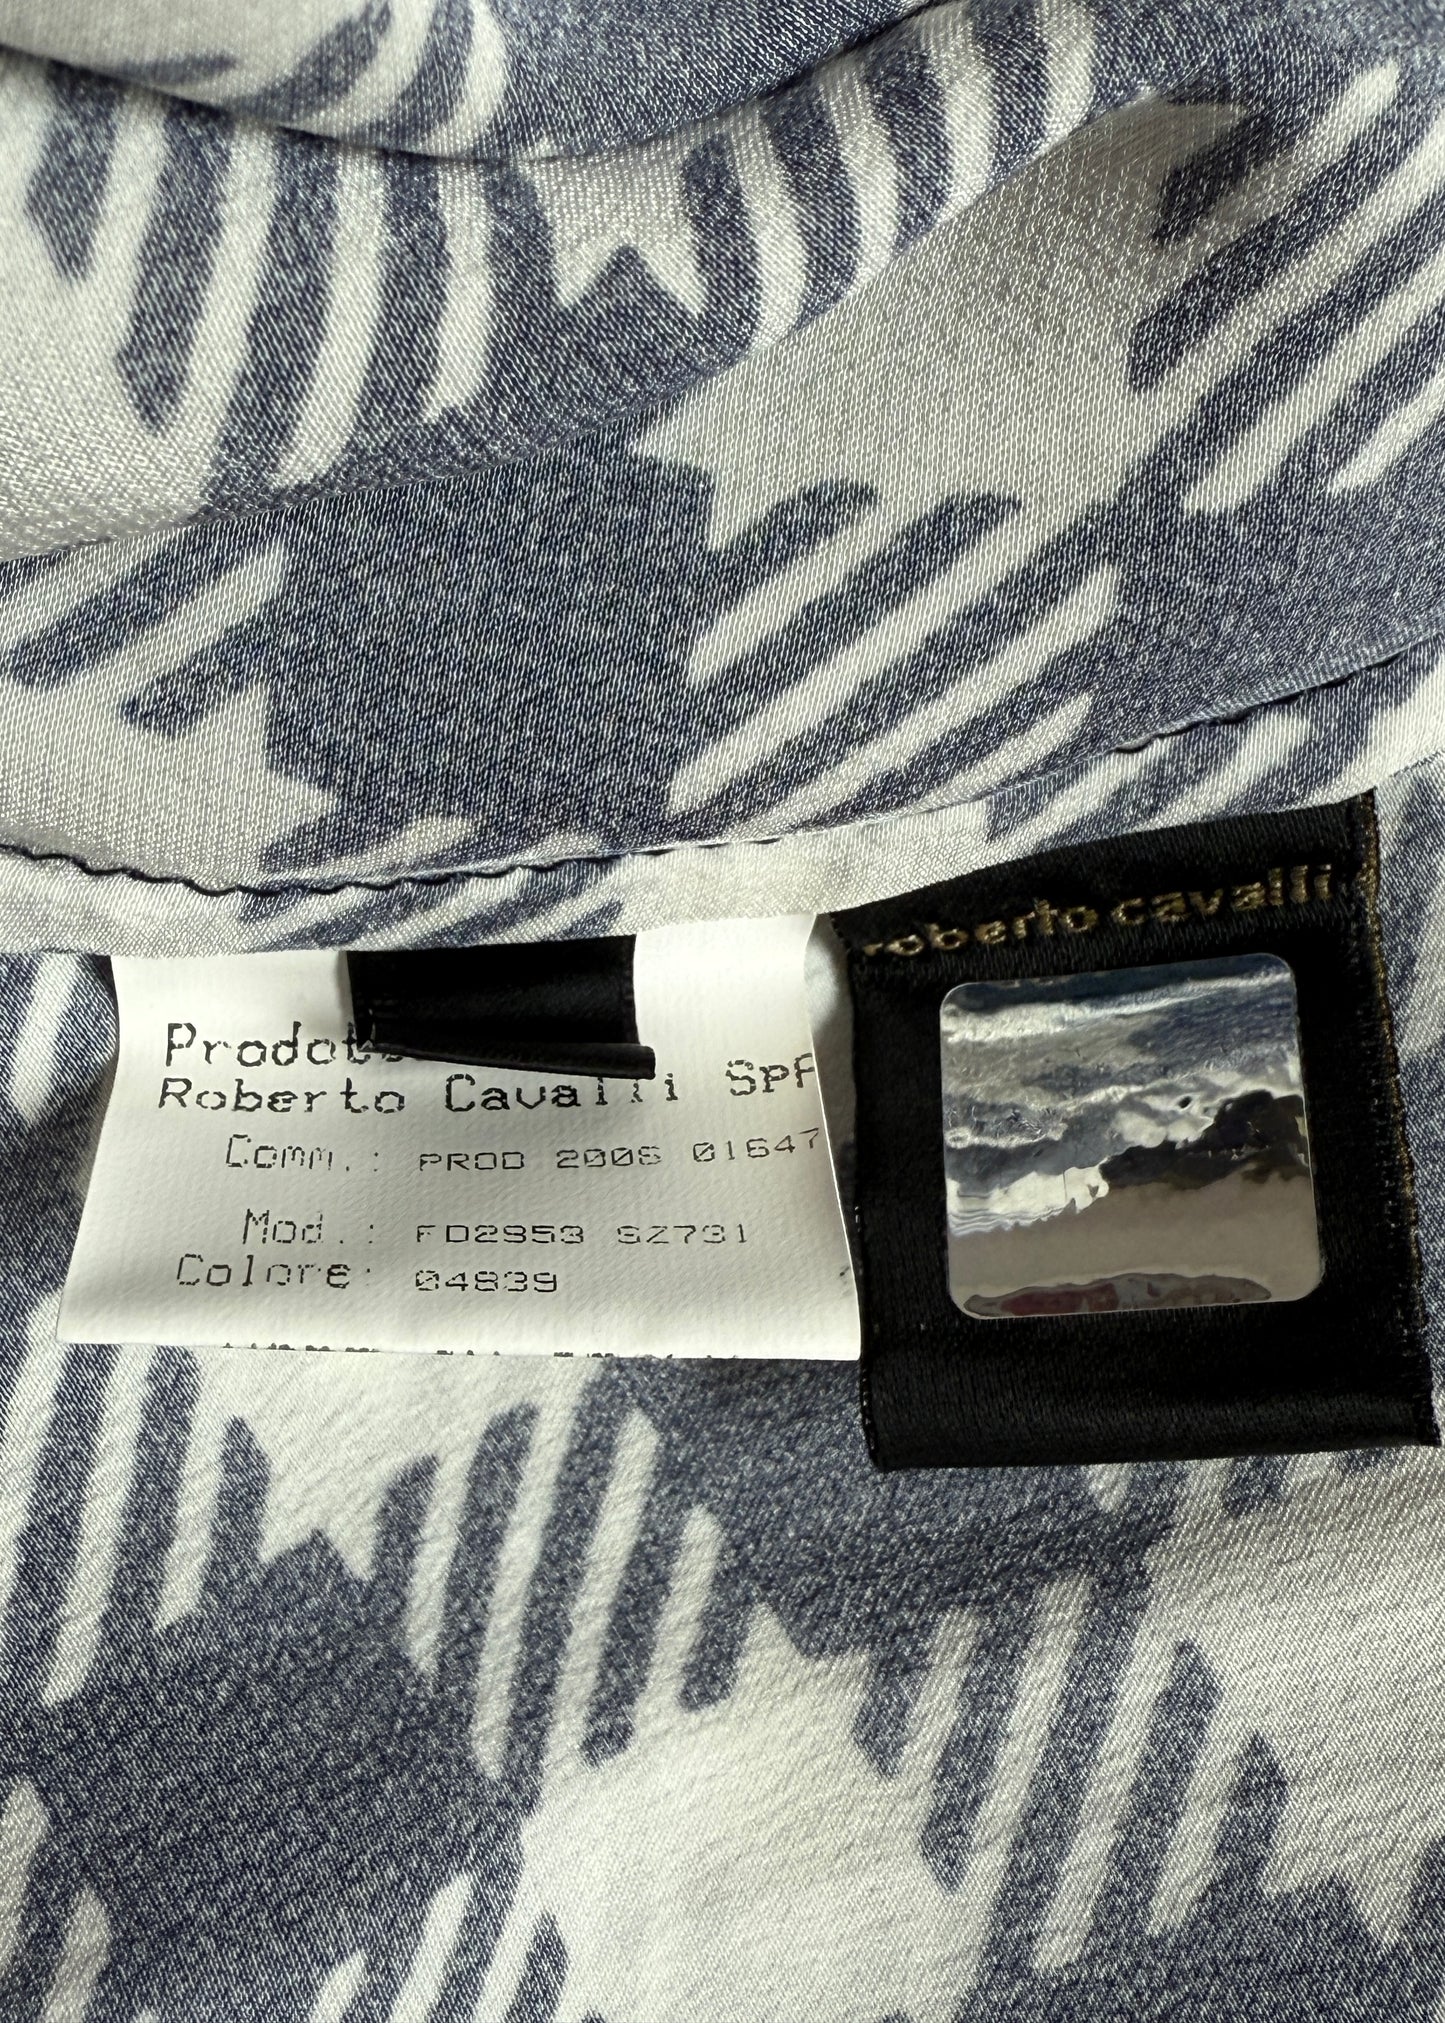 roberto cavalli
Roberto Cavalli SpA
Comm.: PROD 2006 01647
Mod.: FD2953 SZ731
Colore: 04839